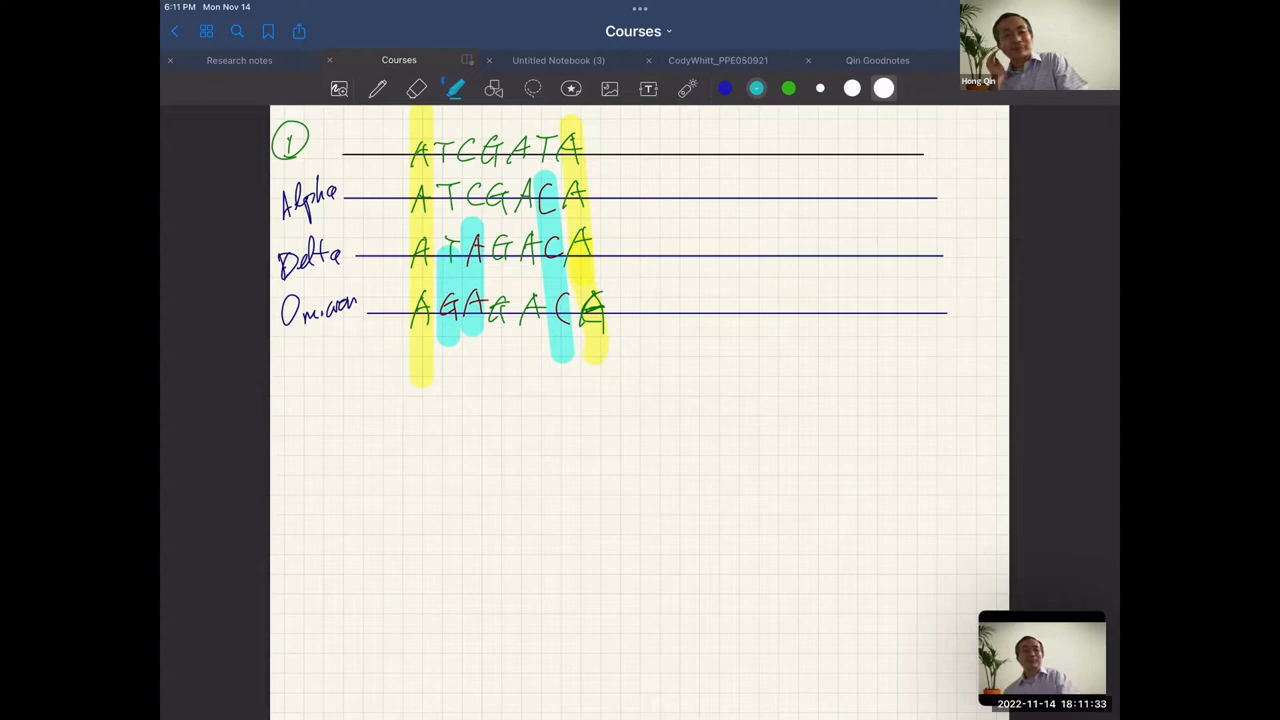 6:11 PM Mon Nov 14
Courses
Research notes
Courses
Untitled Notebook (3)
CodyWhitt_PPE050921
Qin Goodnotes
Hong Qin
1 ATCGATA
Alpha ATCGACA
Delta ATAGACA
Omicron AGAGACA
2022-11-14 18:11:33